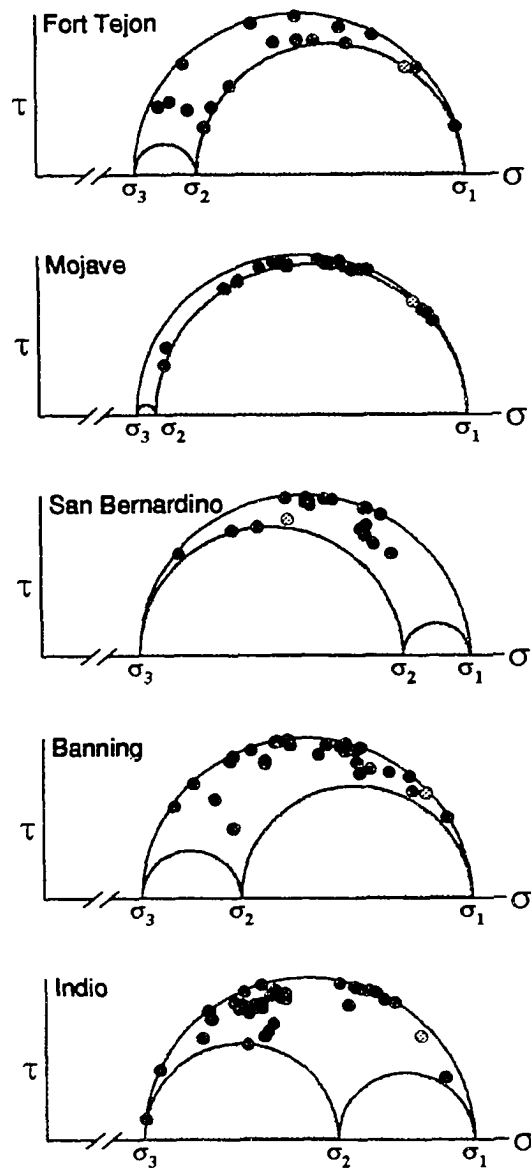 Fort Tejon
τ
σ₃ σ₂ σ₁ σ
Mojave
τ
σ₃ σ₂ σ₁ σ
San Bernardino
τ
σ₃ σ₂ σ₁ σ
Banning
τ
σ₃ σ₂ σ₁ σ
Indio
τ
σ₃ σ₂ σ₁ σ